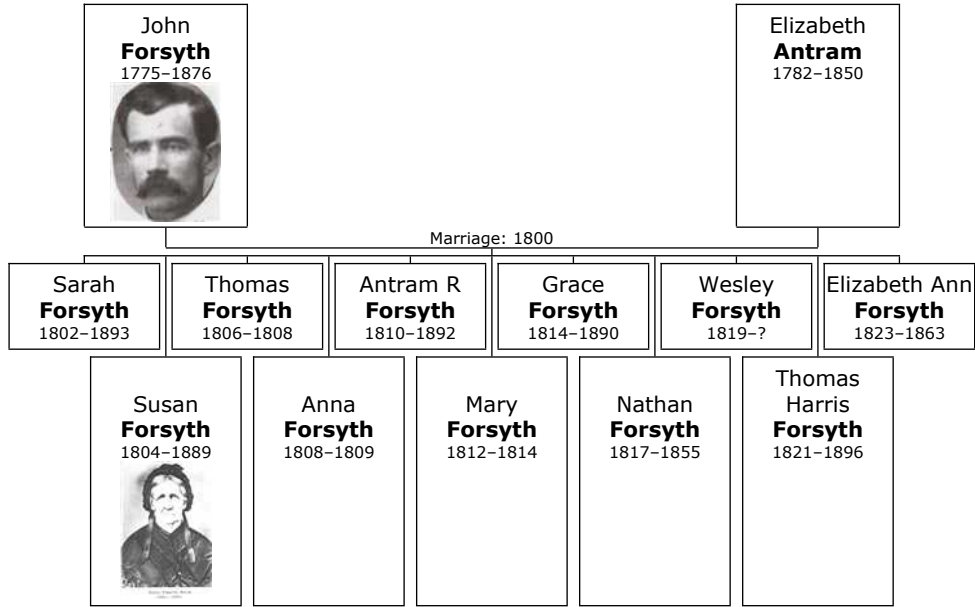 John
Forsyth
1775–1876
Elizabeth
Antram
1782–1850
Marriage: 1800
Sarah
Forsyth
1802–1893
Thomas
Forsyth
1806–1808
Antram R
Forsyth
1810–1892
Grace
Forsyth
1814–1890
Wesley
Forsyth
1819–?
Elizabeth Ann
Forsyth
1823–1863
Susan
Forsyth
1804–1889
Anna
Forsyth
1808–1809
Mary
Forsyth
1812–1814
Nathan
Forsyth
1817–1855
Thomas
Harris
Forsyth
1821–1896